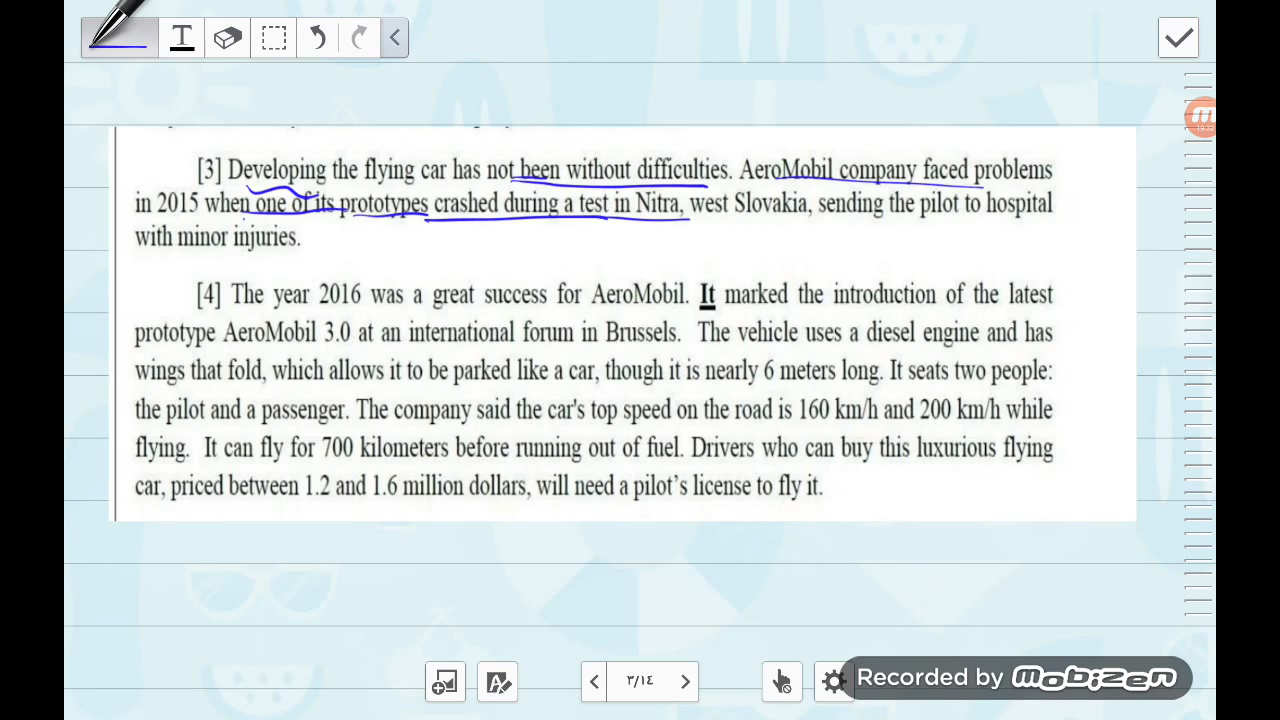 T
[3] Developing the flying car has not been without difficulties. AeroMobil company faced problems
in 2015 when one of its prototypes crashed during a test in Nitra, west Slovakia, sending the pilot to hospital
with minor injuries.
[4] The year 2016 was a great success for AeroMobil. It marked the introduction of the latest
prototype AeroMobil 3.0 at an international forum in Brussels. The vehicle uses a diesel engine and has
wings that fold, which allows it to be parked like a car, though it is nearly 6 meters long. It seats two people:
the pilot and a passenger. The company said the car's top speed on the road is 160 km/h and 200 km/h while
flying. It can fly for 700 kilometers before running out of fuel. Drivers who can buy this luxurious flying
car, priced between 1.2 and 1.6 million dollars, will need a pilot’s license to fly it.
٣/١٤
Recorded by mobizen